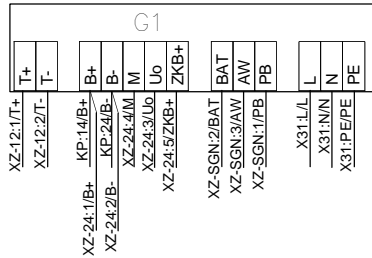 G1
T+
T-
B+
B-
M
Uo
ZKB+
BAT
AW
PB
L
N
PE
XZ-12:1/T+
XZ-12:2/T-
KP:14/B+
XZ-24:1/B+
KP:24/B-
XZ-24:2/B-
XZ-24:4/M
XZ-24:3/Uo
XZ-24:5/ZKB+
XZ-SGN:2/BAT
XZ-SGN:3/AW
XZ-SGN:1/PB
X31:L/L
X31:N/N
X31:PE/PE